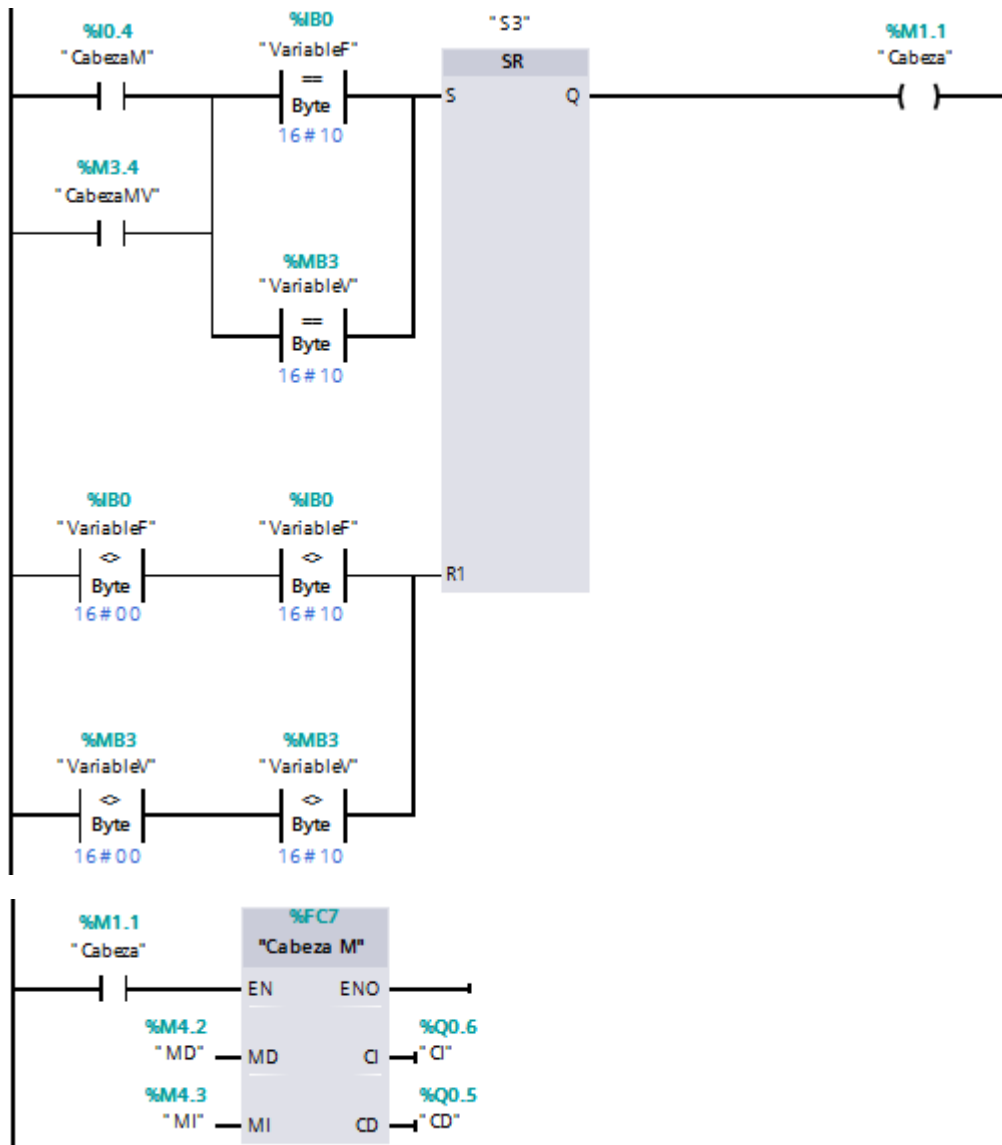 %I0.4
"CabezaM"
%IB0
"VariableF"
==
Byte
16#10
"S3"
SR
S
Q
%M1.1
"Cabeza"
( )
%M3.4
"CabezaMV"
%MB3
"VariableV"
==
Byte
16#10
%IB0
"VariableF"
<>
Byte
16#00
%IB0
"VariableF"
<>
Byte
16#10
R1
%MB3
"VariableV"
<>
Byte
16#00
%MB3
"VariableV"
<>
Byte
16#10
%M1.1
"Cabeza"
%FC7
"Cabeza M"
EN
ENO
%M4.2
"MD"
MD
CI
%Q0.6
"CI"
%M4.3
"MI"
MI
CD
%Q0.5
"CD"